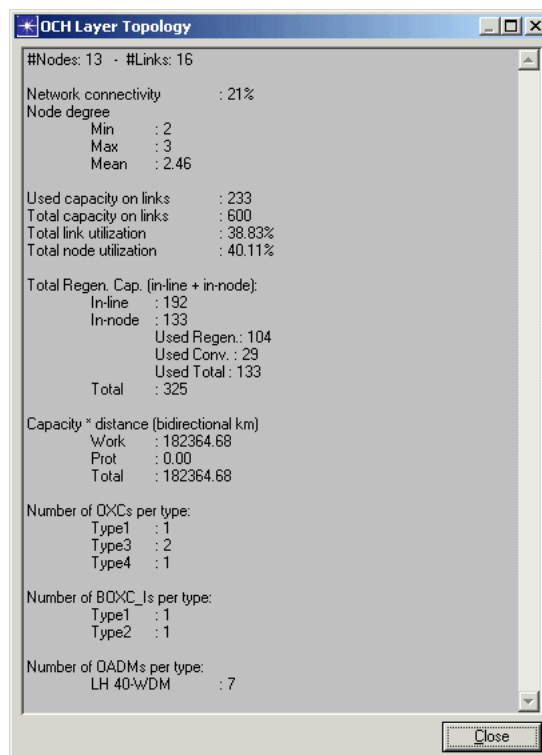 OCH Layer Topology
#Nodes: 13 - #Links: 16
Network connectivity : 21%
Node degree
Min : 2
Max : 3
Mean : 2.46
Used capacity on links : 233
Total capacity on links : 600
Total link utilization : 38.83%
Total node utilization : 40.11%
Total Regen. Cap. (in-line + in-node):
In-line : 192
In-node : 133
Used Regen.: 104
Used Conv. : 29
Used Total : 133
Total : 325
Capacity * distance (bidirectional km)
Work : 182364.68
Prot : 0.00
Total : 182364.68
Number of OXCs per type:
Type1 : 1
Type3 : 2
Type4 : 1
Number of BOXC_Is per type:
Type1 : 1
Type2 : 1
Number of OADMs per type:
LH 40-WDM : 7
Close